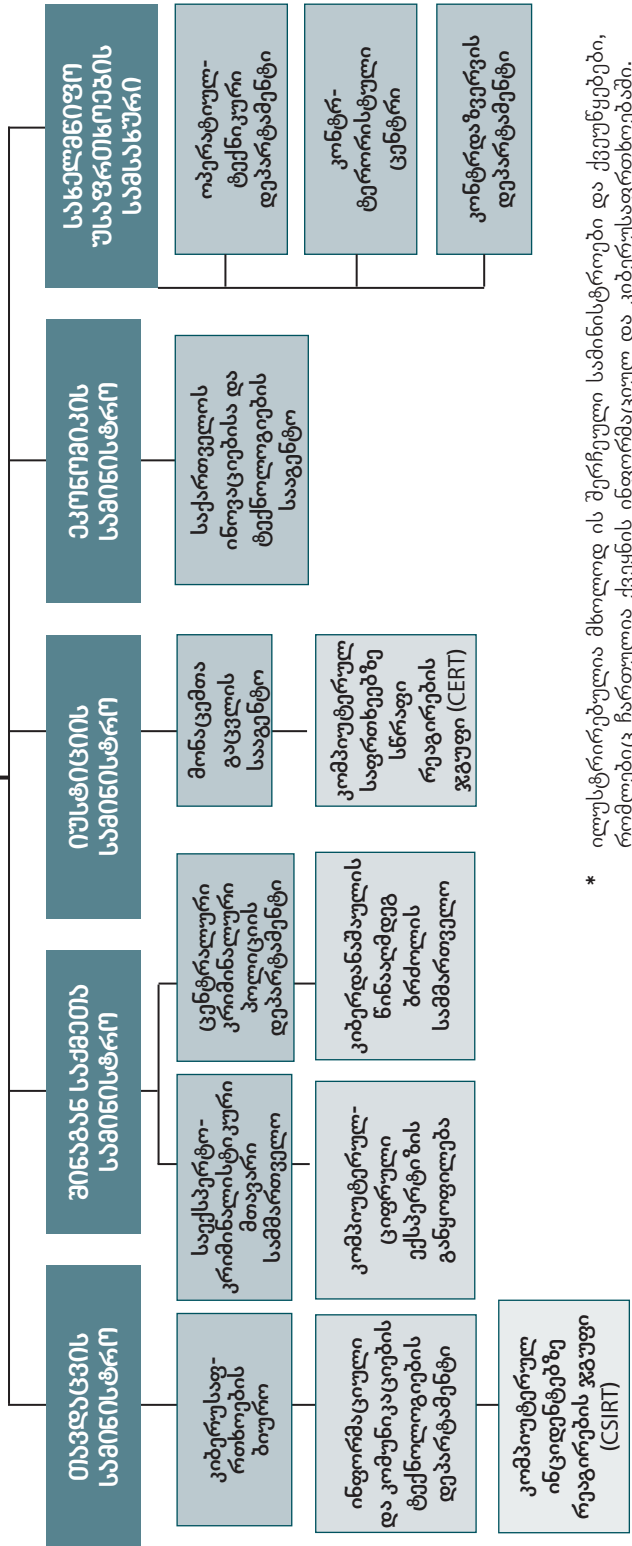 თავდაცვის
სამინისტრო
კიბერუსაფ-
რთხოების
ბიურო
ინფორმაციული
და კომუნიკაციების
ტექნოლოგიების
დეპარტამენტი
კომპიუტერულ
ინციდენტებზე
რეაგირების ჯგუფი
(CSIRT)
შინაგან საქმეთა
სამინისტრო
საექსპერტო-
კრიმინალისტიკური
მთავარი
სამმართველო
კომპიუტერულ-
ციფრული
ექსპერტიზის
განყოფილება
ცენტრალური
კრიმინალური
პოლიციის
დეპარტამენტი
კიბერდანაშაულის
წინააღმდეგ
ბრძოლის
სამმართველო
იუსტიციის
სამინისტრო
მონაცემთა
გაცვლის
სააგენტო
კომპიუტერულ
საფრთხეებზე
სწრაფი
რეაგირების
ჯგუფი (CERT)
ეკონომიკის
სამინისტრო
საქართველოს
ინოვაციებისა და
ტექნოლოგიების
სააგენტო
სახელმწიფო
უსაფრთხოების
სამსახური
ოპერატიულ-
ტექნიკური
დეპარტამენტი
კონტრ-
ტერორისტული
ცენტრი
კონტრდაზვერვის
დეპარტამენტი
* ილუსტრირებულია მხოლოდ ის შერჩეული სამინისტროები და ქვეუწყებები,
რომლებიც ჩართულია ქვეყნის ინფორმაციულ და კიბერუსაფრთხოებაში.